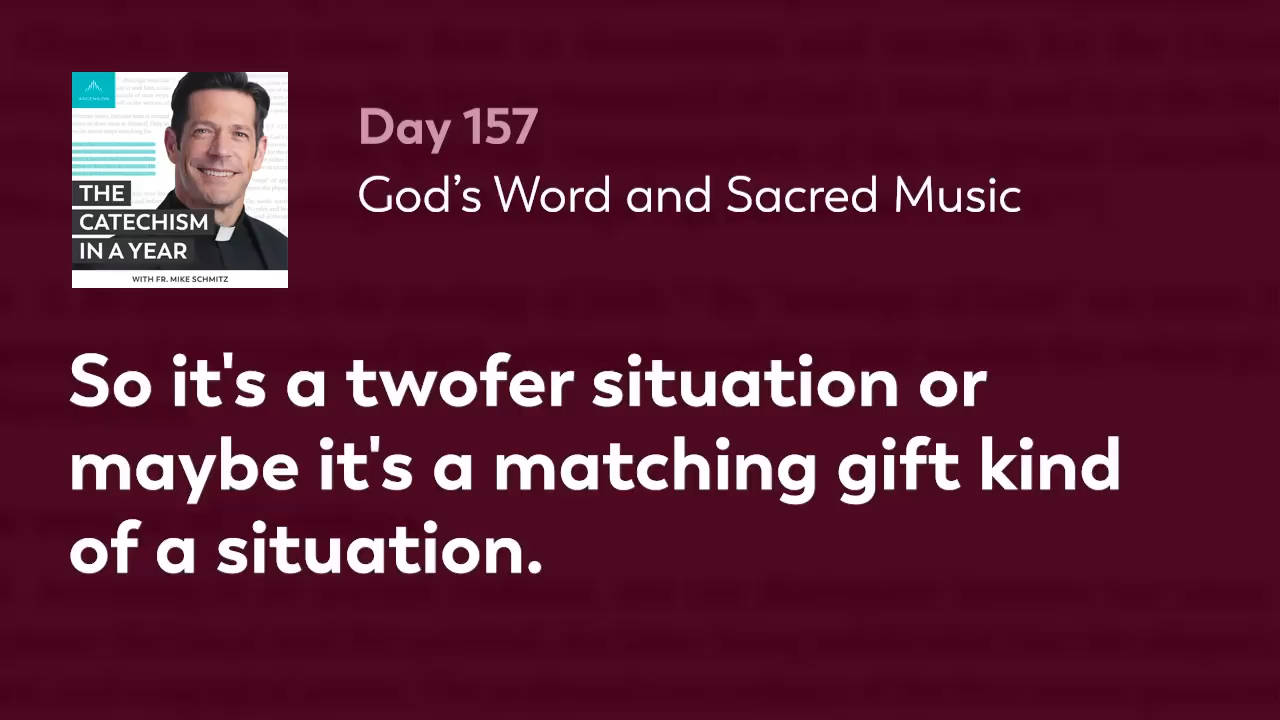 ASCENSION
THE
CATECHISM
IN A YEAR
WITH FR. MIKE SCHMITZ
Day 157
God’s Word and Sacred Music
So it's a twofer situation or
maybe it's a matching gift kind
of a situation.